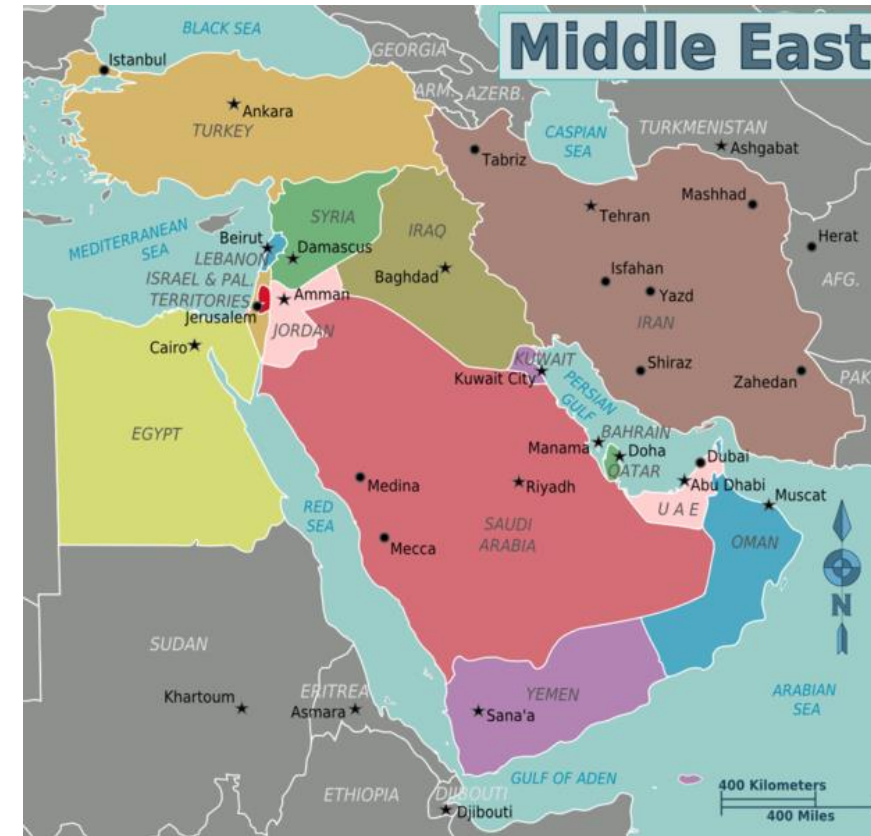 Middle East
BLACK SEA
Istanbul
GEORGIA
ARM.
AZERB.
Ankara
TURKEY
CASPIAN
SEA
TURKMENISTAN
Ashgabat
Tabriz
Mashhad
Tehran
SYRIA
IRAQ
MEDITERRANEAN
SEA
Beirut
LEBANON
Damascus
Baghdad
Herat
AFG.
Isfahan
Yazd
IRAN
ISRAEL & PAL.
TERRITORIES
Amman
Jerusalem
JORDAN
Cairo
KUWAIT
Kuwait City
Shiraz
Zahedan
PAK
PERSIAN
GULF
EGYPT
BAHRAIN
Manama
Doha
QATAR
Dubai
Abu Dhabi
U A E
Muscat
Medina
Riyadh
RED
SEA
SAUDI
ARABIA
Mecca
OMAN
N
SUDAN
Khartoum
ERITREA
Asmara
YEMEN
Sana'a
ARABIAN
SEA
GULF OF ADEN
ETHIOPIA
DJIBOUTI
Djibouti
400 Kilometers
400 Miles